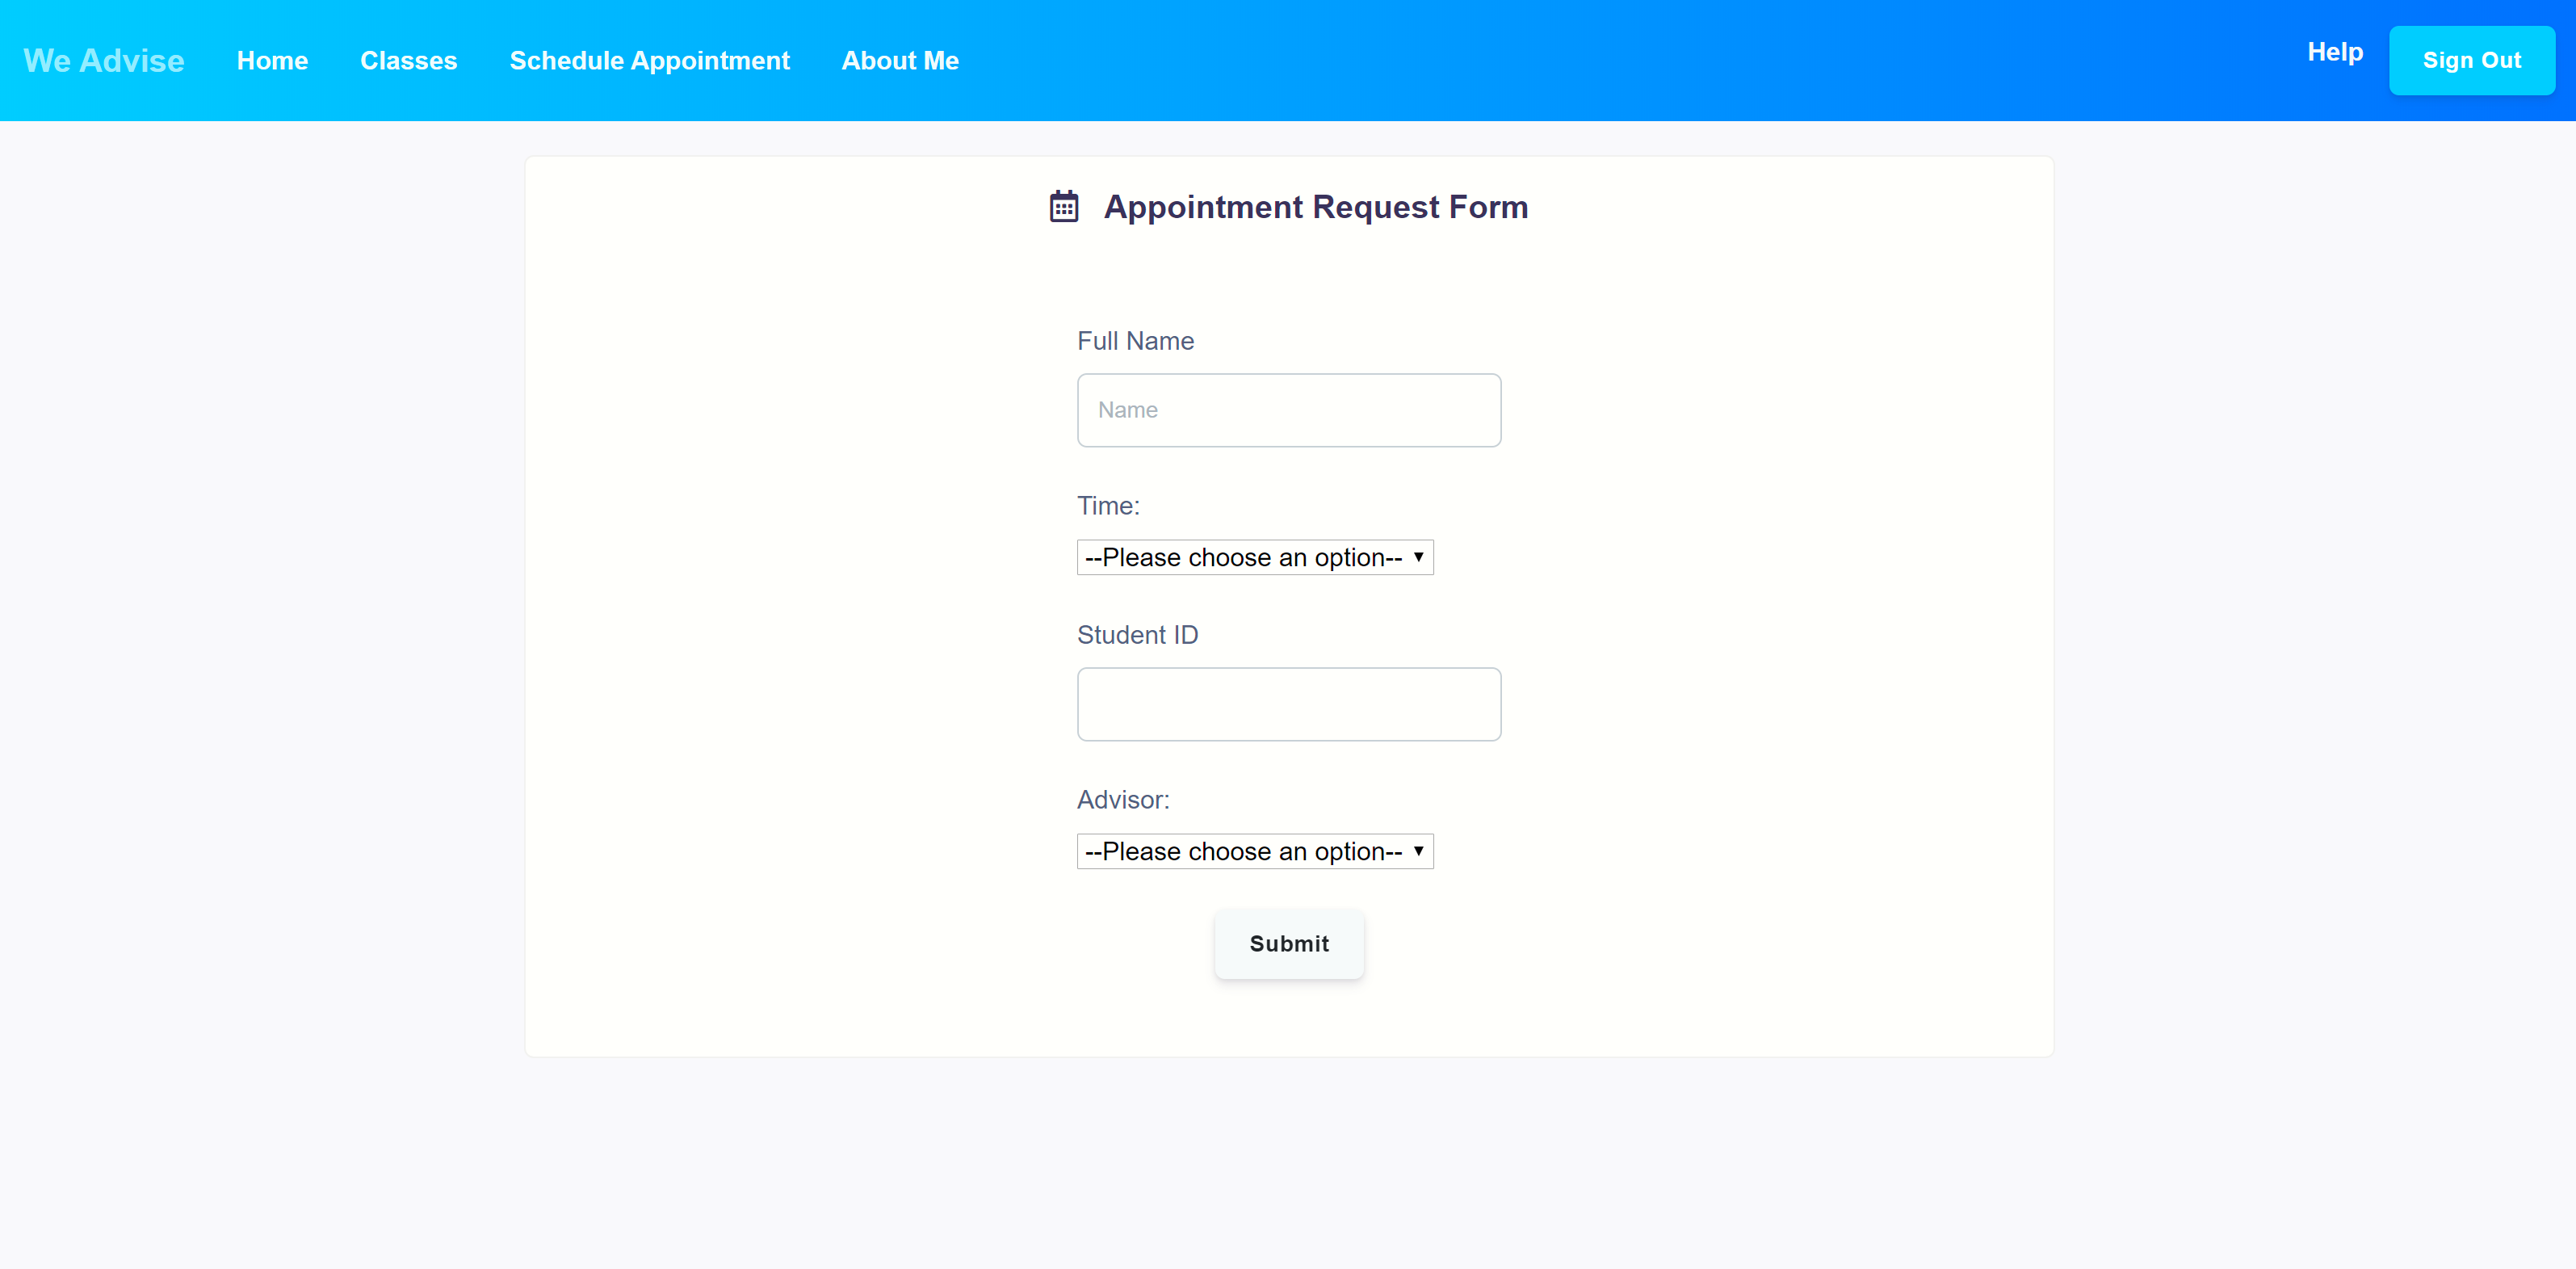 We Advise Home Classes Schedule Appointment About Me Help Sign Out
Appointment Request Form
Full Name
Name
Time:
--Please choose an option--
Student ID
Advisor:
--Please choose an option--
Submit